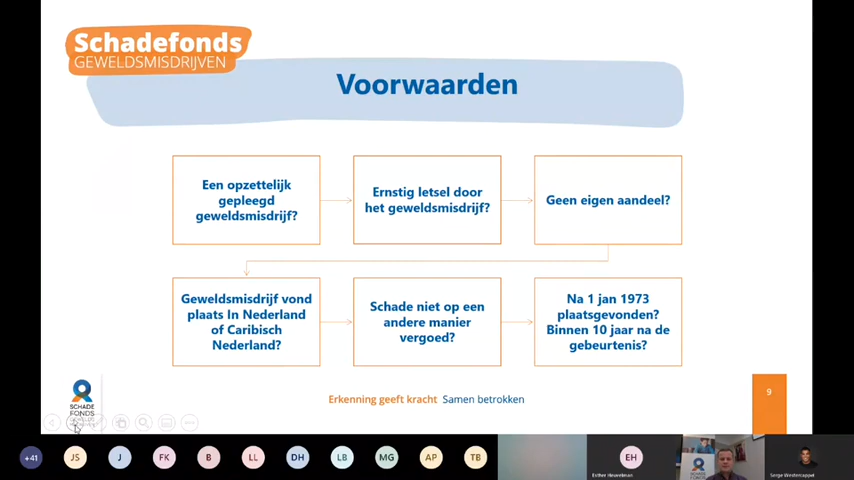 Schadefonds
GEWELDSMISDRIJVEN
Voorwaarden
Een opzettelijk
gepleegd
geweldsmisdrijf?
Ernstig letsel door
het geweldsmisdrijf?
Geen eigen aandeel?
Geweldsmisdrijf vond
plaats In Nederland
of Caribisch
Nederland?
Schade niet op een
andere manier
vergoed?
Na 1 jan 1973
plaatsgevonden?
Binnen 10 jaar na de
gebeurtenis?
SCHADE
FONDS
Erkenning geeft kracht Samen betrokken
9
+41
JS
J
FK
B
LL
DH
LB
MG
AP
TB
EH